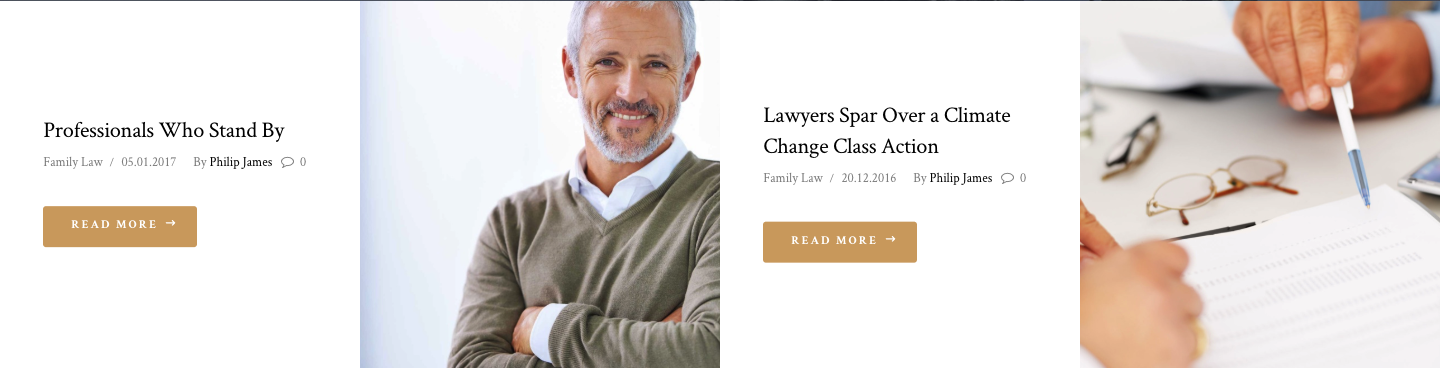 Professionals Who Stand By
Family Law / 05.01.2017 By Philip James 0
READ MORE →
Lawyers Spar Over a Climate
Change Class Action
Family Law / 20.12.2016 By Philip James 0
READ MORE →